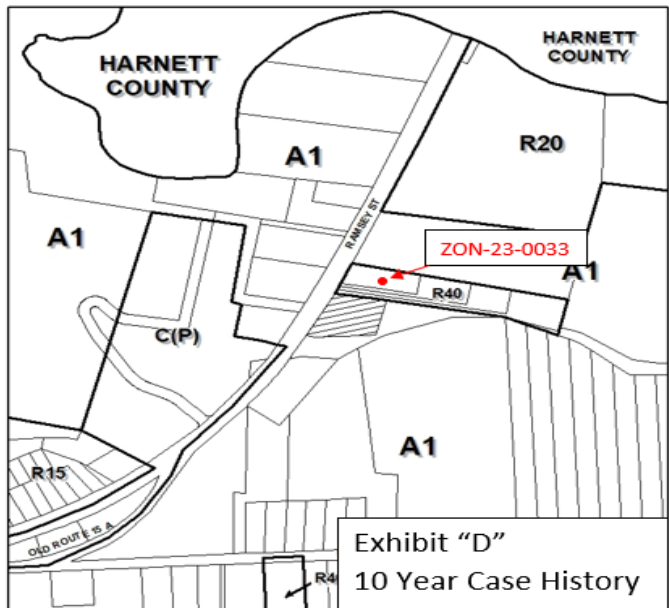 HARNETT
COUNTY
HARNETT
COUNTY
R20
A1
RAMSEY ST
ZON-23-0033
A1
A1
R40
C(P)
A1
R15
OLD ROUTE 15 A
Exhibit “D”
10 Year Case History